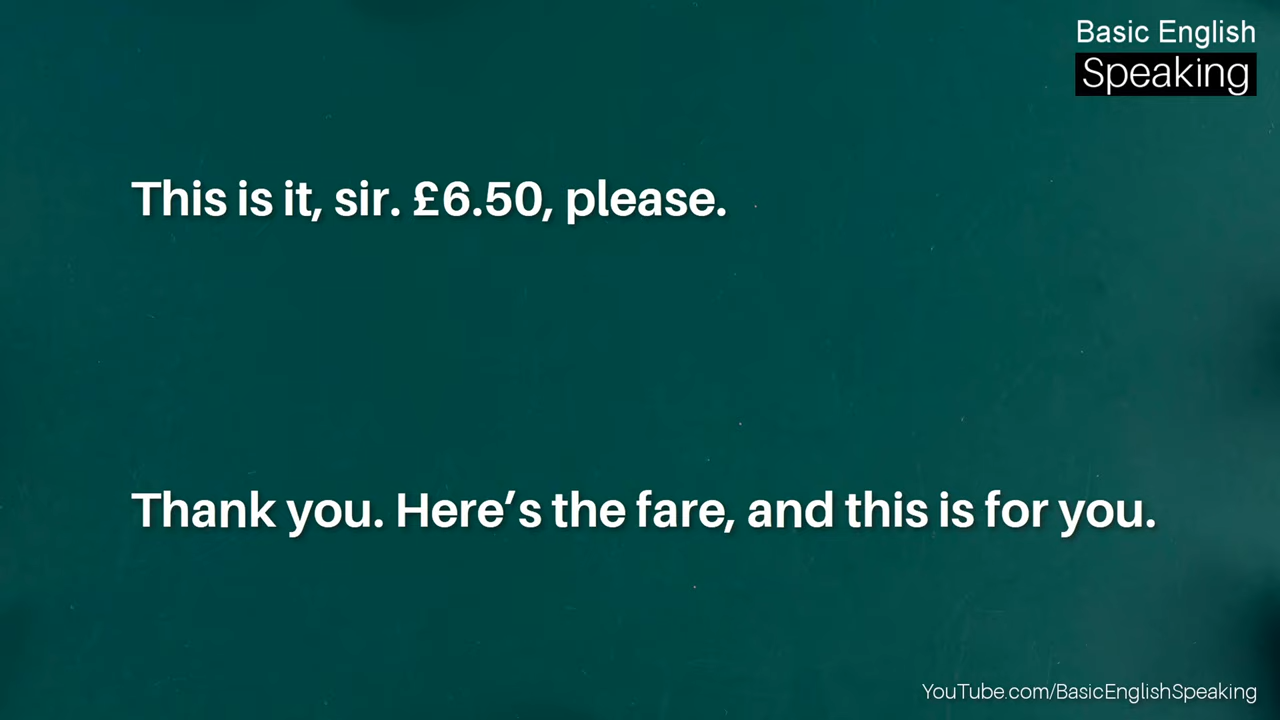 Basic English
Speaking
This is it, sir. £6.50, please.
Thank you. Here’s the fare, and this is for you.
YouTube.com/BasicEnglishSpeaking